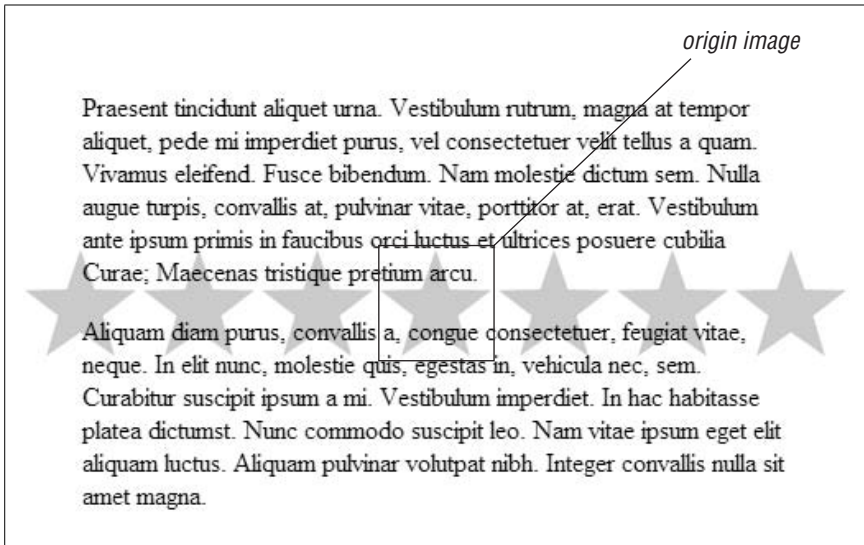 origin image
Praesent tincidunt aliquet urna. Vestibulum rutrum, magna at tempor
aliquet, pede mi imperdiet purus, vel consectetuer velit tellus a quam.
Vivamus eleifend. Fusce bibendum. Nam molestie dictum sem. Nulla
augue turpis, convallis at, pulvinar vitae, porttitor at, erat. Vestibulum
ante ipsum primis in faucibus orci luctus et ultrices posuere cubilia
Curae; Maecenas tristique pretium arcu.
Aliquam diam purus, convallis a, congue consectetuer, feugiat vitae,
neque. In elit nunc, molestie quis, egestas in, vehicula nec, sem.
Curabitur suscipit ipsum a mi. Vestibulum imperdiet. In hac habitasse
platea dictumst. Nunc commodo suscipit leo. Nam vitae ipsum eget elit
aliquam luctus. Aliquam pulvinar volutpat nibh. Integer convallis nulla sit
amet magna.